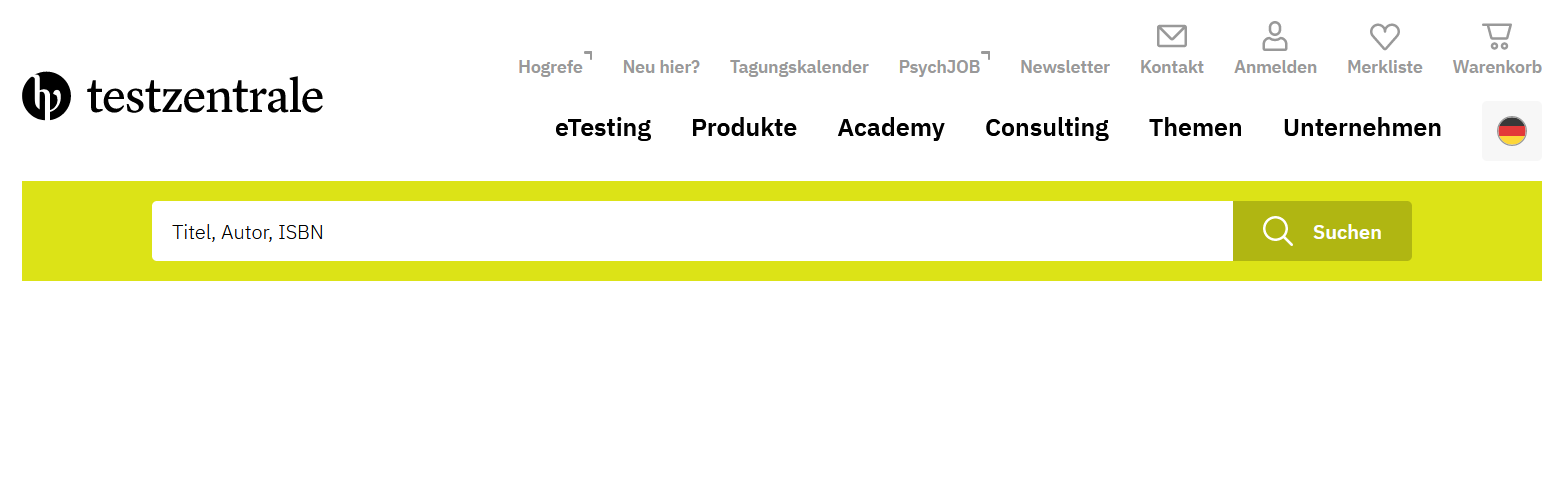 testzentrale
Hogrefe Neu hier? Tagungskalender PsychJOB Newsletter Kontakt Anmelden Merkliste Warenkorb
eTesting Produkte Academy Consulting Themen Unternehmen
Titel, Autor, ISBN Suchen